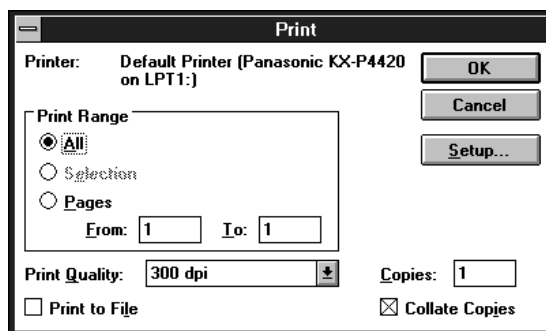 Print
Printer: Default Printer (Panasonic KX-P4420
on LPT1:)
OK
Cancel
Setup...
Print Range
All
Selection
Pages
From: 1 To: 1
Print Quality: 300 dpi
Copies: 1
Print to File
Collate Copies